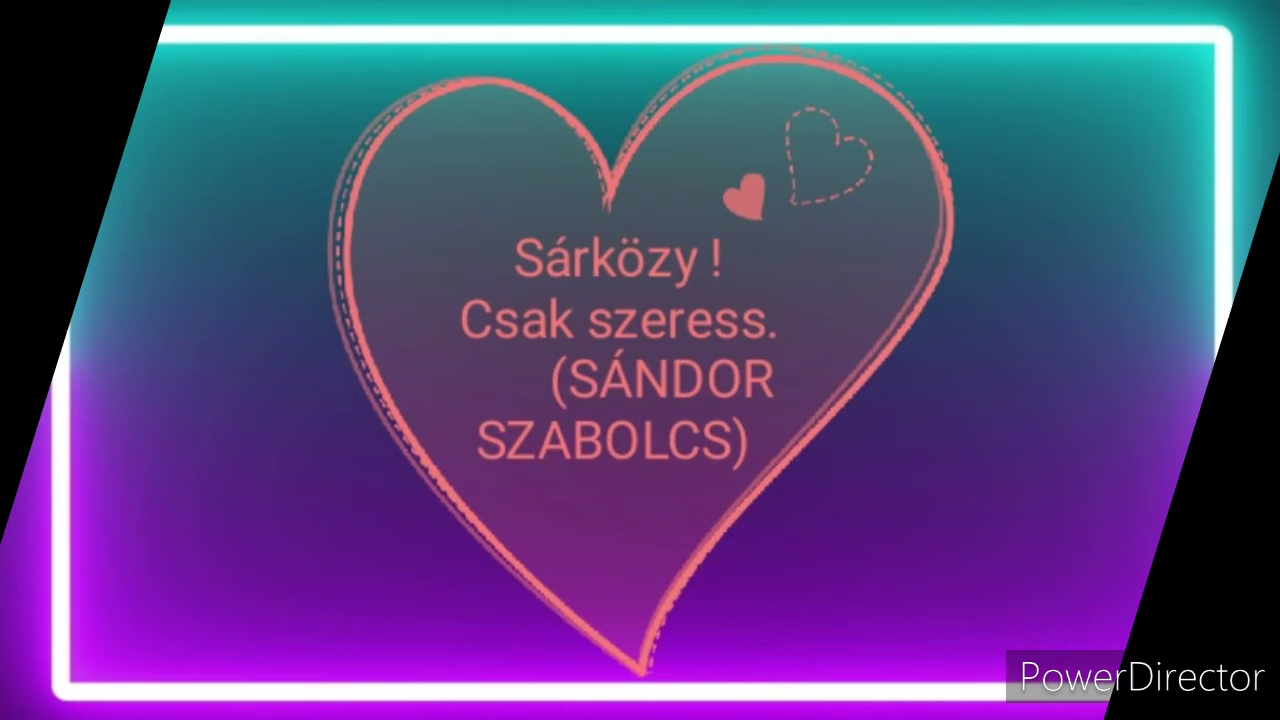 Sárközy !
Csak szeress.
(SÁNDOR
SZABOLCS)
PowerDirector